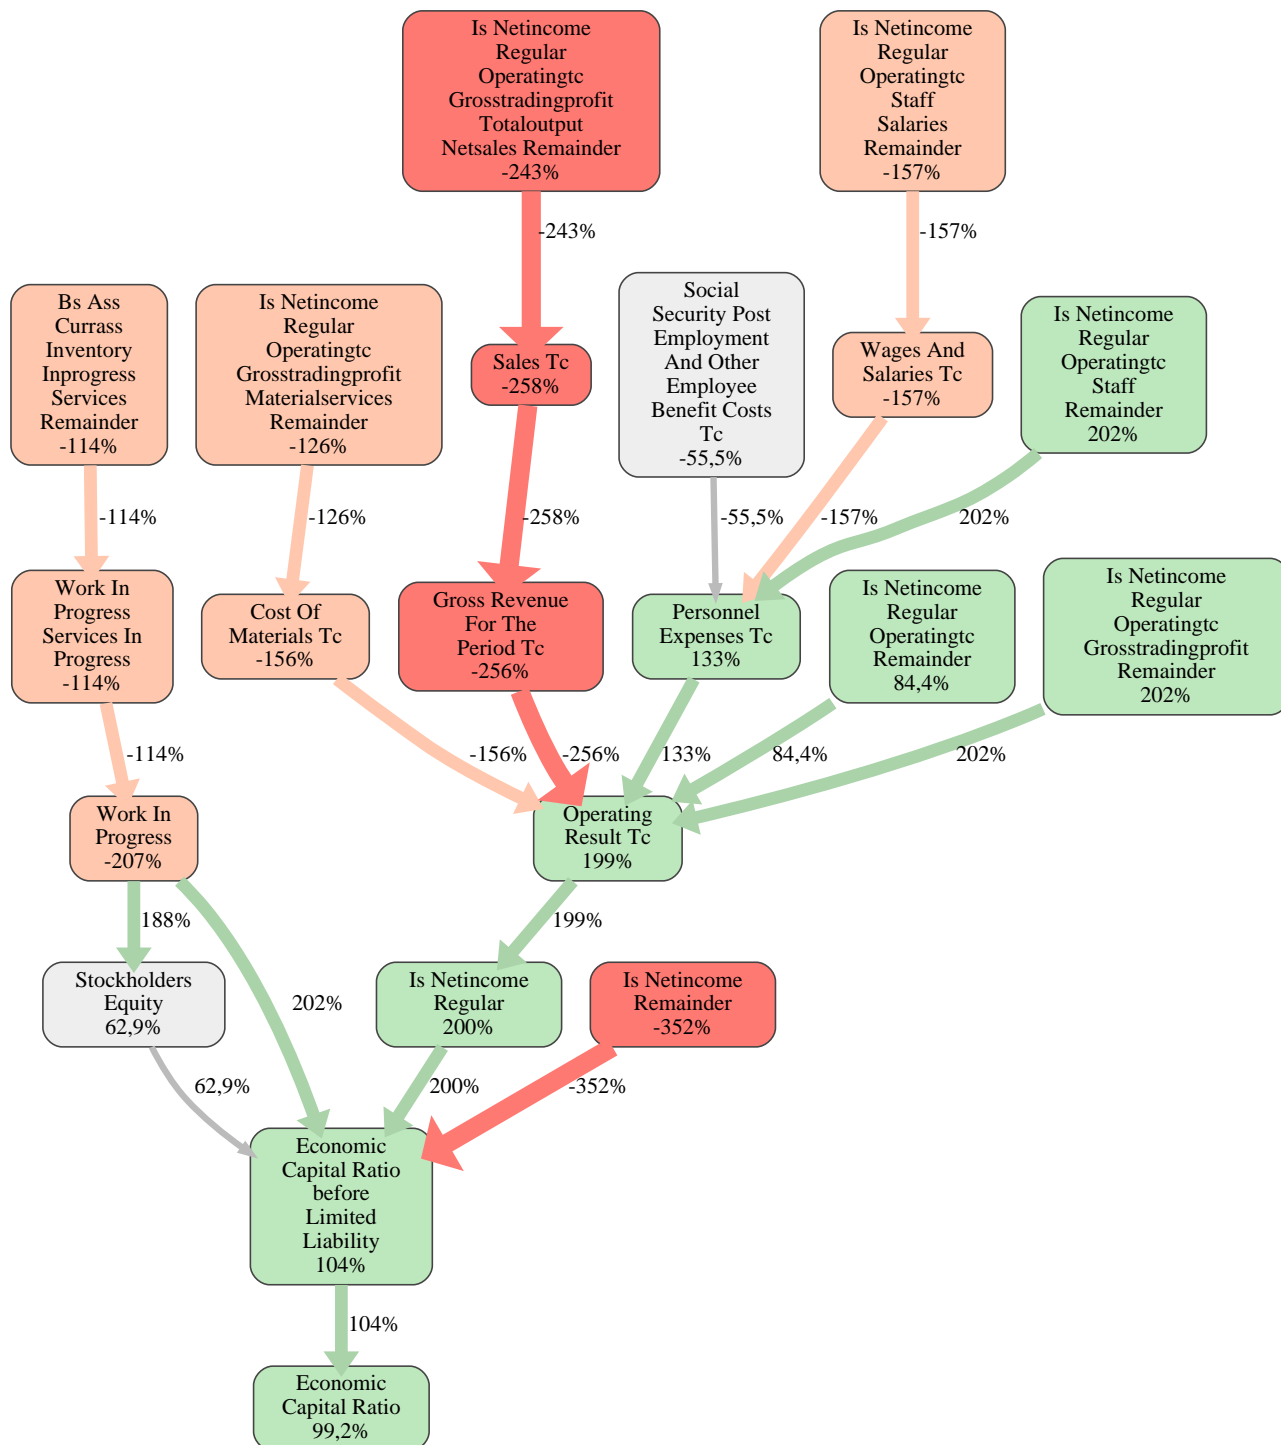 Is Netincome
Regular
Operatingtc
Grosstradingprofit
Totaloutput
Netsales Remainder
-243%
Is Netincome
Regular
Operatingtc
Staff
Salaries
Remainder
-157%
-243%
-157%
Bs Ass
Currass
Inventory
Inprogress
Services
Remainder
-114%
Is Netincome
Regular
Operatingtc
Grosstradingprofit
Materialservices
Remainder
-126%
Sales Tc
-258%
Social
Security Post
Employment
And Other
Employee
Benefit Costs
Tc
-55,5%
Wages And
Salaries Tc
-157%
Is Netincome
Regular
Operatingtc
Staff
Remainder
202%
-114%
-126%
-258%
-55,5%
-157%
202%
Work In
Progress
Services In
Progress
-114%
Cost Of
Materials Tc
-156%
Gross Revenue
For The
Period Tc
-256%
Personnel
Expenses Tc
133%
Is Netincome
Regular
Operatingtc
Remainder
84,4%
Is Netincome
Regular
Operatingtc
Grosstradingprofit
Remainder
202%
-114%
-156%
-256%
133%
84,4%
202%
Work In
Progress
-207%
Operating
Result Tc
199%
188%
202%
199%
Stockholders
Equity
62,9%
Is Netincome
Regular
200%
Is Netincome
Remainder
-352%
62,9%
200%
-352%
Economic
Capital Ratio
before
Limited
Liability
104%
104%
Economic
Capital Ratio
99,2%